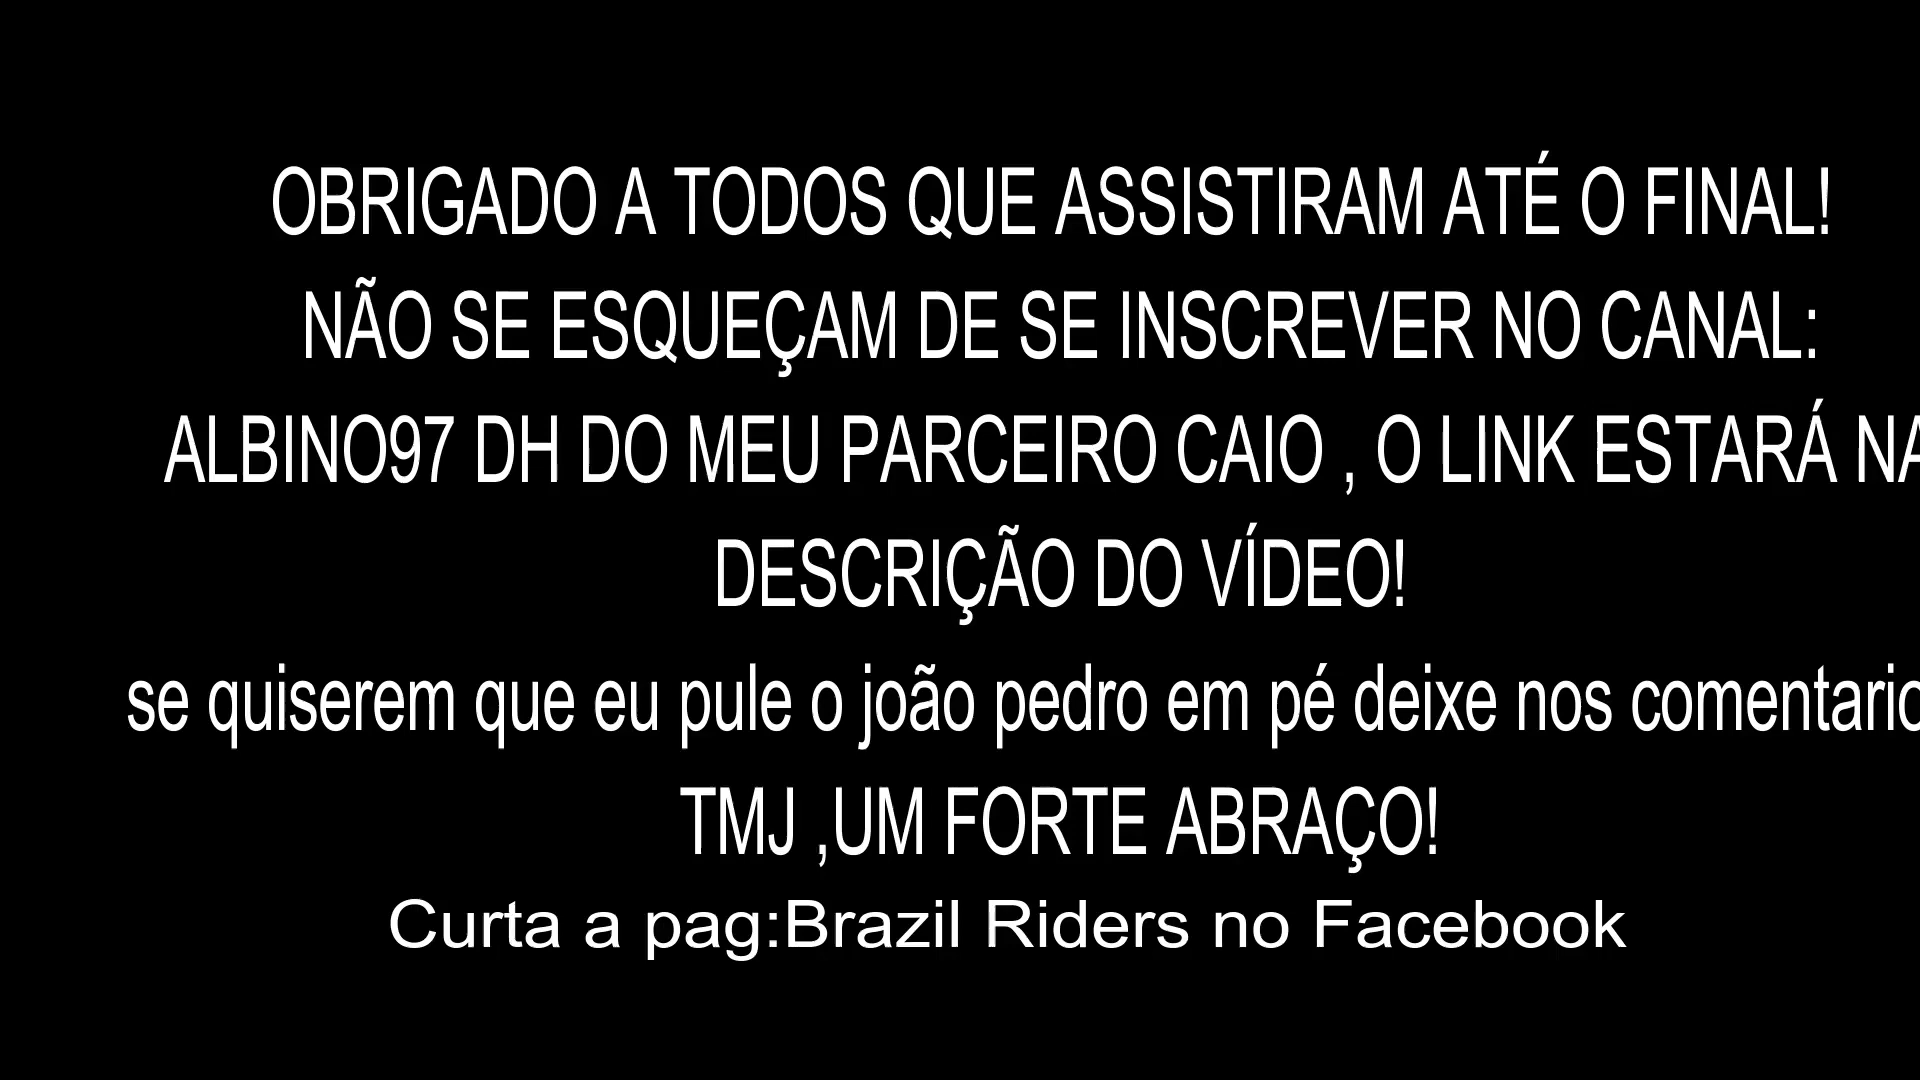 OBRIGADO A TODOS QUE ASSISTIRAM ATÉ O FINAL!
NÃO SE ESQUEÇAM DE SE INSCREVER NO CANAL:
ALBINO97 DH DO MEU PARCEIRO CAIO , O LINK ESTARÁ NA
DESCRIÇÃO DO VÍDEO!
se quiserem que eu pule o joão pedro em pé deixe nos comentario
TMJ ,UM FORTE ABRAÇO!
Curta a pag:Brazil Riders no Facebook